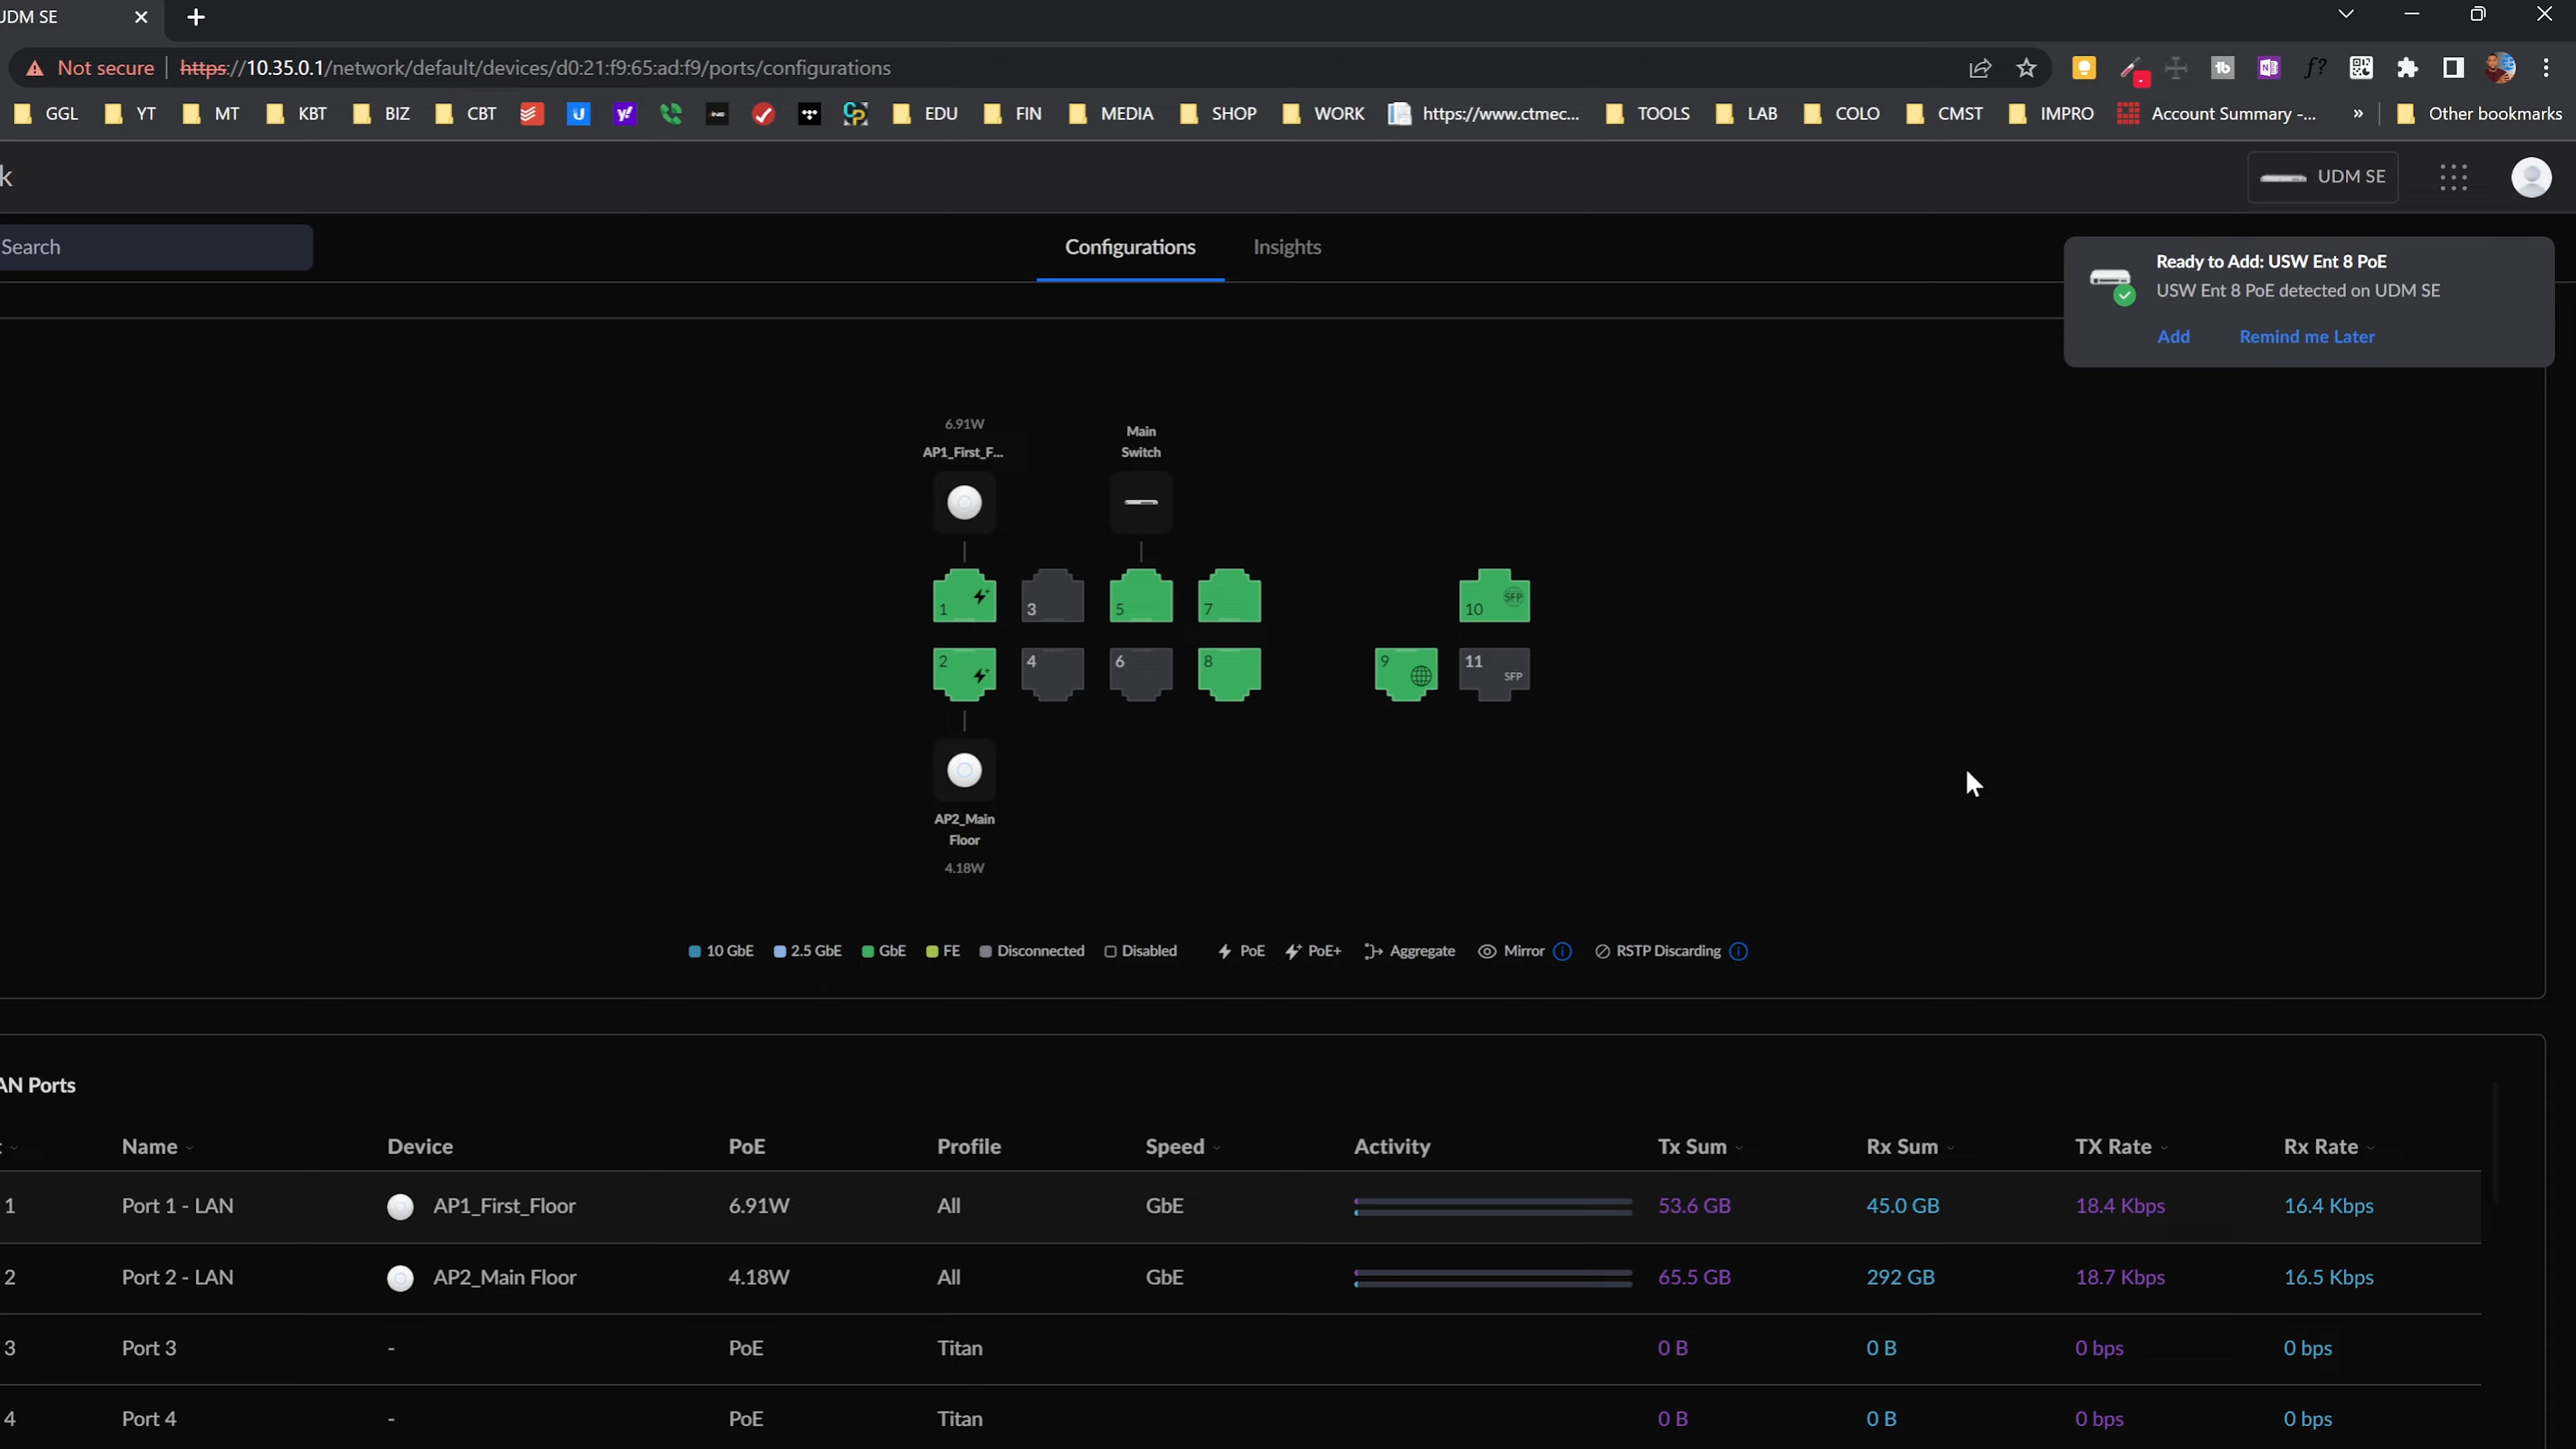 UDM SE
Not secure https://10.35.0.1/network/default/devices/d0:21:f9:65:ad:f9/ports/configurations
GGL YT MT KBT BIZ CBT EDU FIN MEDIA SHOP WORK https://www.ctmec... TOOLS LAB COLO CMST IMPRO Account Summary -... » Other bookmarks
k
UDM SE
Search
Configurations Insights
Ready to Add: USW Ent 8 PoE
USW Ent 8 PoE detected on UDM SE
Add Remind me Later
6.91W
AP1_First_F...
Main
Switch
1 3 5 7 10 SFP
2 4 6 8 9 11 SFP
AP2_Main
Floor
4.18W
10 GbE 2.5 GbE GbE FE Disconnected Disabled PoE PoE+ Aggregate Mirror RSTP Discarding
AN Ports
Name Device PoE Profile Speed Activity Tx Sum Rx Sum TX Rate Rx Rate
1 Port 1 - LAN AP1_First_Floor 6.91W All GbE 53.6 GB 45.0 GB 18.4 Kbps 16.4 Kbps
2 Port 2 - LAN AP2_Main Floor 4.18W All GbE 65.5 GB 292 GB 18.7 Kbps 16.5 Kbps
3 Port 3 - PoE Titan 0 B 0 B 0 bps 0 bps
4 Port 4 - PoE Titan 0 B 0 B 0 bps 0 bps